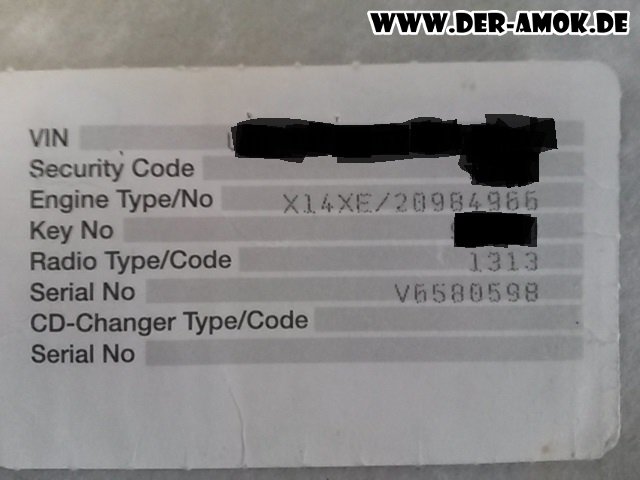 WWW.DER-AMOK.DE
VIN
Security Code
Engine Type/No X14XE/20984966
Key No
Radio Type/Code 1313
Serial No V6580598
CD-Changer Type/Code
Serial No